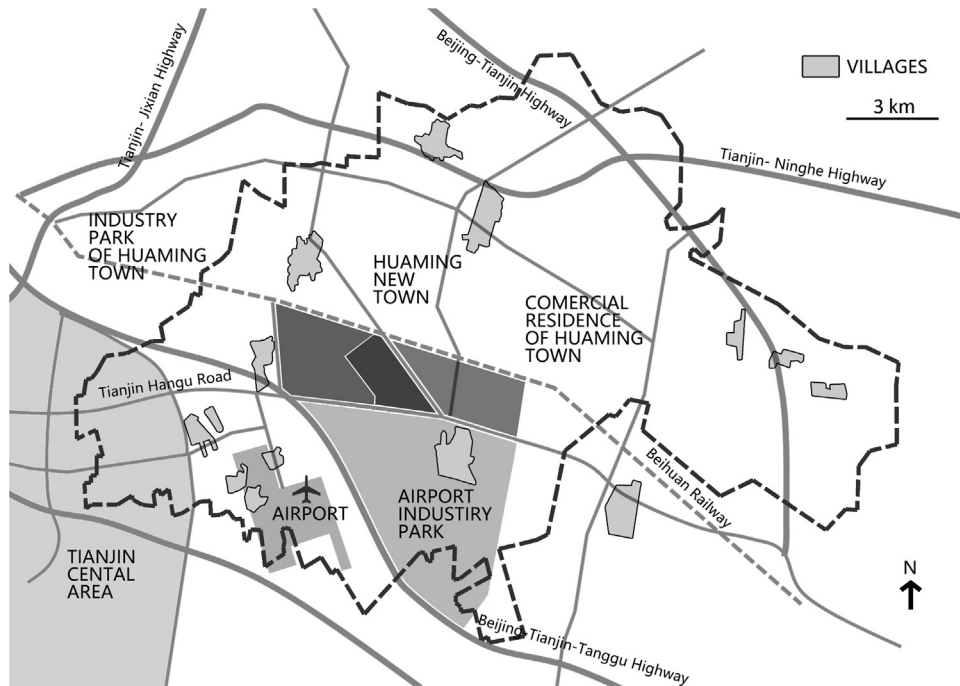 Beijing-Tianjin Highway
VILLAGES
3 km
Tianjin- Jixian Highway
Tianjin- Ninghe Highway
INDUSTRY
PARK
OF HUAMING
TOWN
HUAMING
NEW
TOWN
COMERCIAL
RESIDENCE
OF HUAMING
TOWN
Tianjin Hangu Road
Beihuan Railway
AIRPORT
AIRPORT
INDUSTIRY
PARK
TIANJIN
CENTAL
AREA
N
Beijing-Tianjin-Tanggu Highway